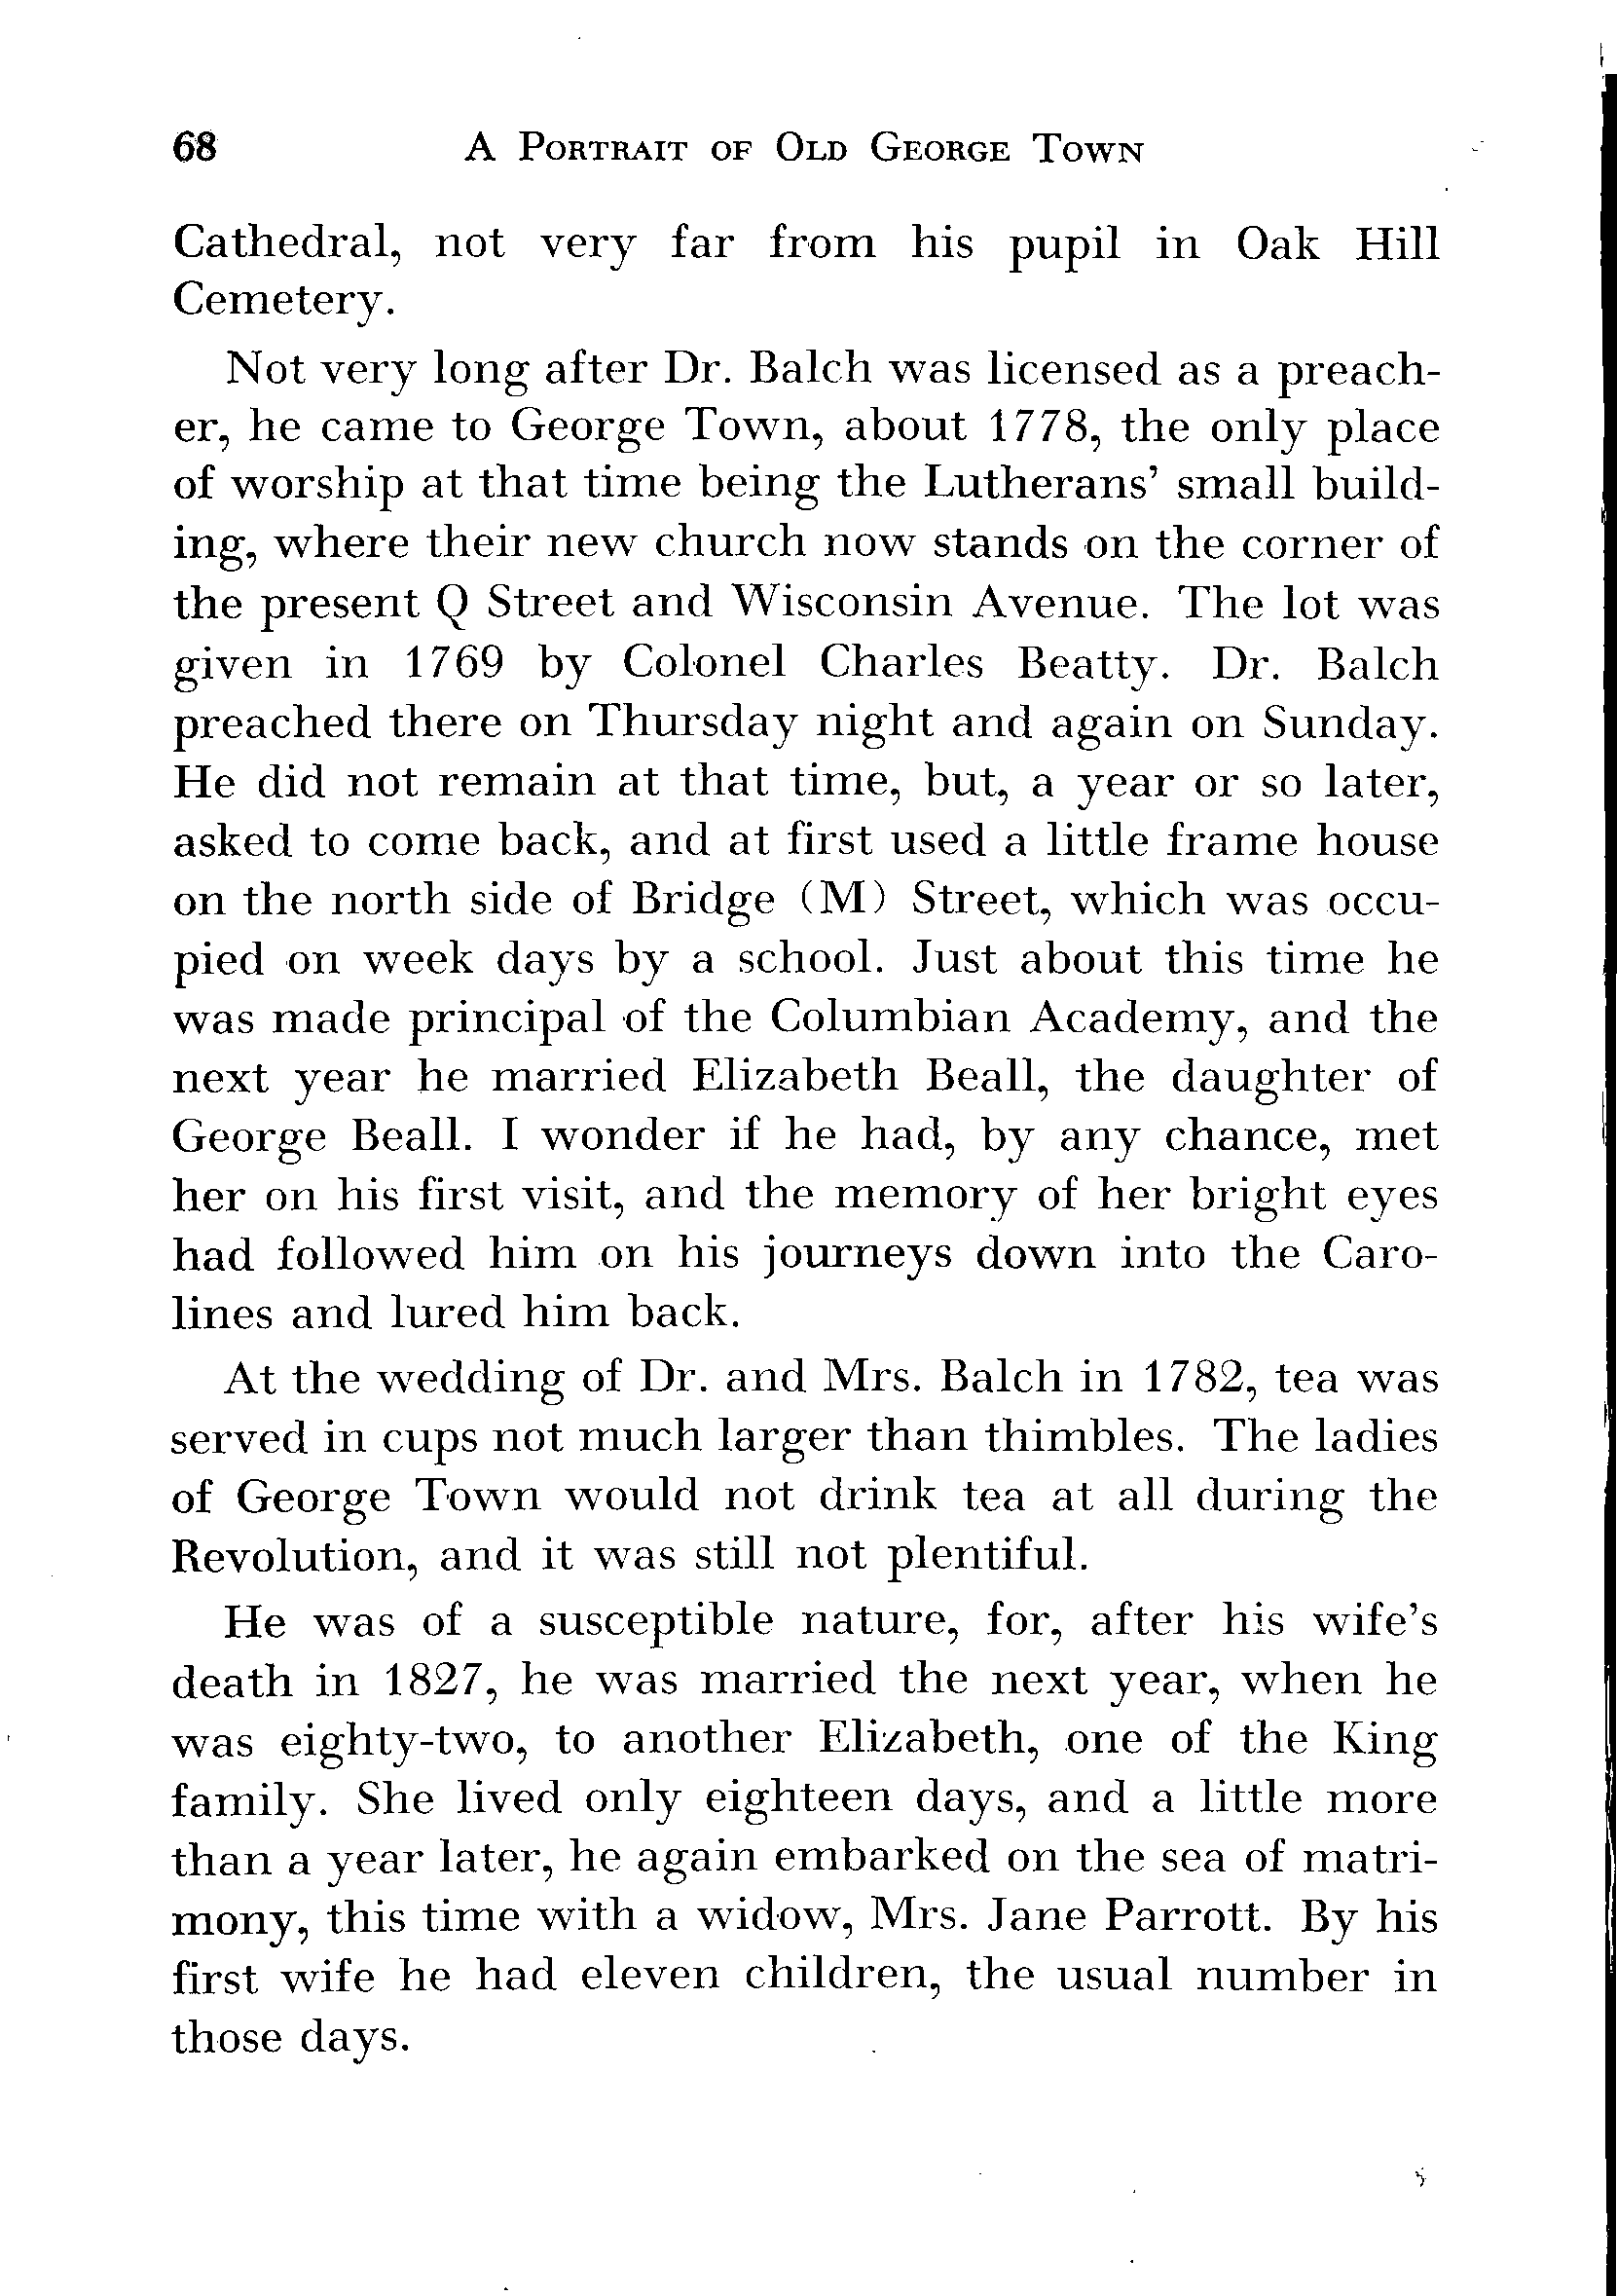 68 A Portrait of Old George Town
Cathedral, not very far from his pupil in Oak Hill
Cemetery.
Not very long after Dr. Balch was licensed as a preach-
er, he came to George Town, about 1778, the only place
of worship at that time being the Lutherans' small build-
ing, where their new church now stands on the corner of
the present Q Street and Wisconsin Avenue. The lot was
given in 1769 by Colonel Charles Beatty. Dr. Balch
preached there on Thursday night and again on Sunday.
He did not remain at that time, but, a year or so later,
asked to come back, and at first used a little frame house
on the north side of Bridge (M) Street, which was occu-
pied on week days by a school. Just about this time he
was made principal of the Columbian Academy, and the
next year he married Elizabeth Beall, the daughter of
George Beall. I wonder if he had, by any chance, met
her on his first visit, and the memory of her bright eyes
had followed him on his journeys down into the Caro-
lines and lured him back.
At the wedding of Dr. and Mrs. Balch in 1782, tea was
served in cups not much larger than thimbles. The ladies
of George Town would not drink tea at all during the
Revolution, and it was still not plentiful.
He was of a susceptible nature, for, after his wife's
death in 1827, he was married the next year, when he
was eighty-two, to another Elizabeth, one of the King
family. She lived only eighteen days, and a little more
than a year later, he again embarked on the sea of matri-
mony, this time with a widow, Mrs. Jane Parrott. By his
first wife he had eleven children, the usual number in
those days.